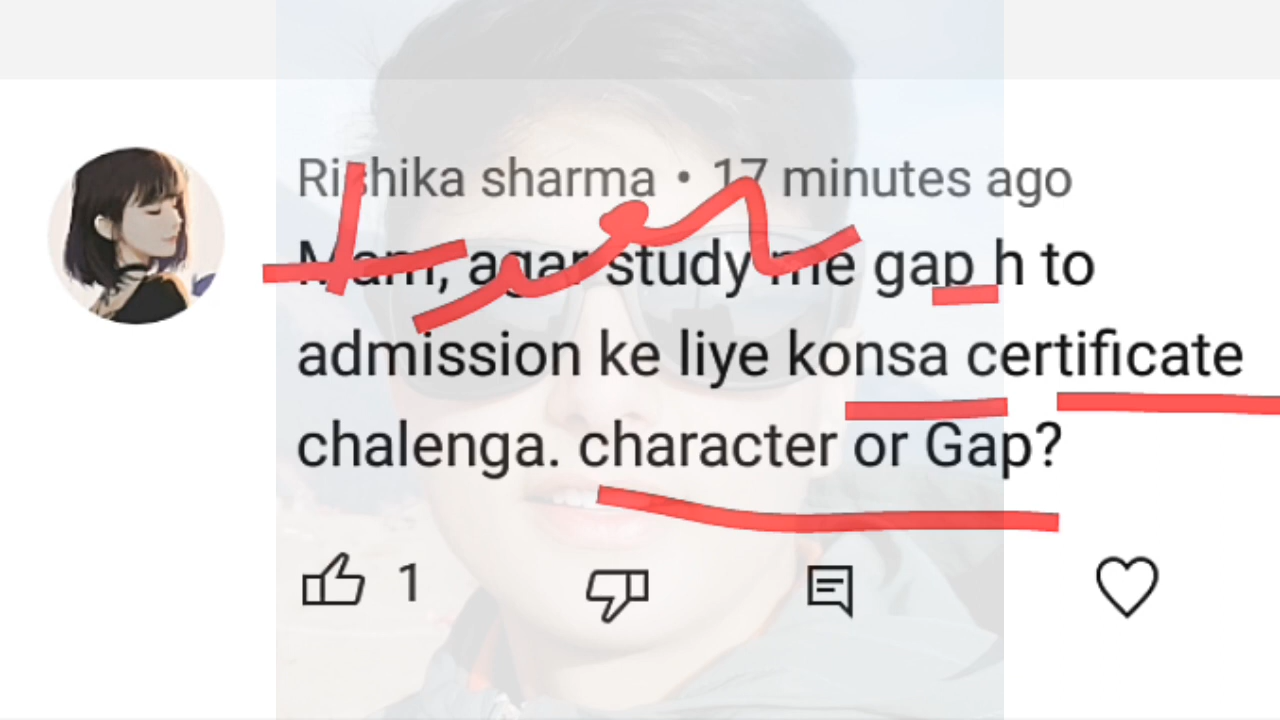 Rishika sharma • 17 minutes ago
Mam, agar study me gap h to
admission ke liye konsa certificate
chalenga. character or Gap?
1